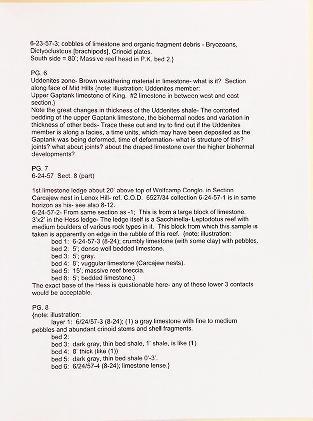 6-23-57-3; cobbles of limestone and organic fragment debris - Bryozoans,
Dictyoclostous [brachipods], Crinoid plates.
South side = 80'; Massive reef head in P.K. bed 2.}
PG. 6
Uddenites zone- Brown weathering material in limestone- what is it? Section
along face of Mid Hills {note: illustration: Uddenites member:
Upper Gaptank limestone of King. #2 limestone in between west and east
section.}
Note the great changes in thickness of the Uddenites shale- The contorted
bedding of the upper Gaptank limestone, the biohermal nodes and variation in
thickness of other beds- Trace these out and try to find out if the Uddenites
member is along a facies, a time units, which may have been deposited as the
Gaptank was being deformed, time of deformation- what is structure of this?
joints? what about joints? about the draped limestone over the higher biohermal
developments?
PG. 7
6-24-57 Sect. 8 (part)
1st limestone ledge about 20' above top of Wolfcamp Conglo. in Section
Carcajew nest in Lenox Hill- ref. C.O.D. 6527/34 collection 6-24-57-1 is in same
horizon as his- see also 8-12.
6-24-57-2- From same section as -1; This is from a large block of limestone.
3'x2' in the Hess ledge- The ledge itself is a Sacchinela- Leptodotus reef with
medium boulders of various rock types in it. This block from which this sample is
taken is apparently on edge in the rubble of this reef. {note: illustration:
bed 1: 6-24-57-3 (8-24); crumbly limestone (with some clay) with pebbles.
bed 2: 5'; dense well bedded limestone.
bed 3: 5'; gray.
bed 4: 6'; vuggular limestone (Carcajew nests).
bed 5: 15'; massive reef breccia.
bed 6: 5'; bedded limestone.}
The exact base of the Hess is questionable here- any of these lower 3 contacts
would be acceptable.
PG. 8
{note: illustration:
layer 1: 6/24/57-3 (8-24); (1) a gray limestone with fine to medium
pebbles and abundant crinoid stems and shell fragments.
bed 2:
bed 3: dark gray, thin bed shale, 1' shale, is like (1)
bed 4: 8' thick (like (1))
bed 5: dark gray, thin bed shale 0'-3'.
bed 6: 6/24/57-4 (8-24); limestone lense.}